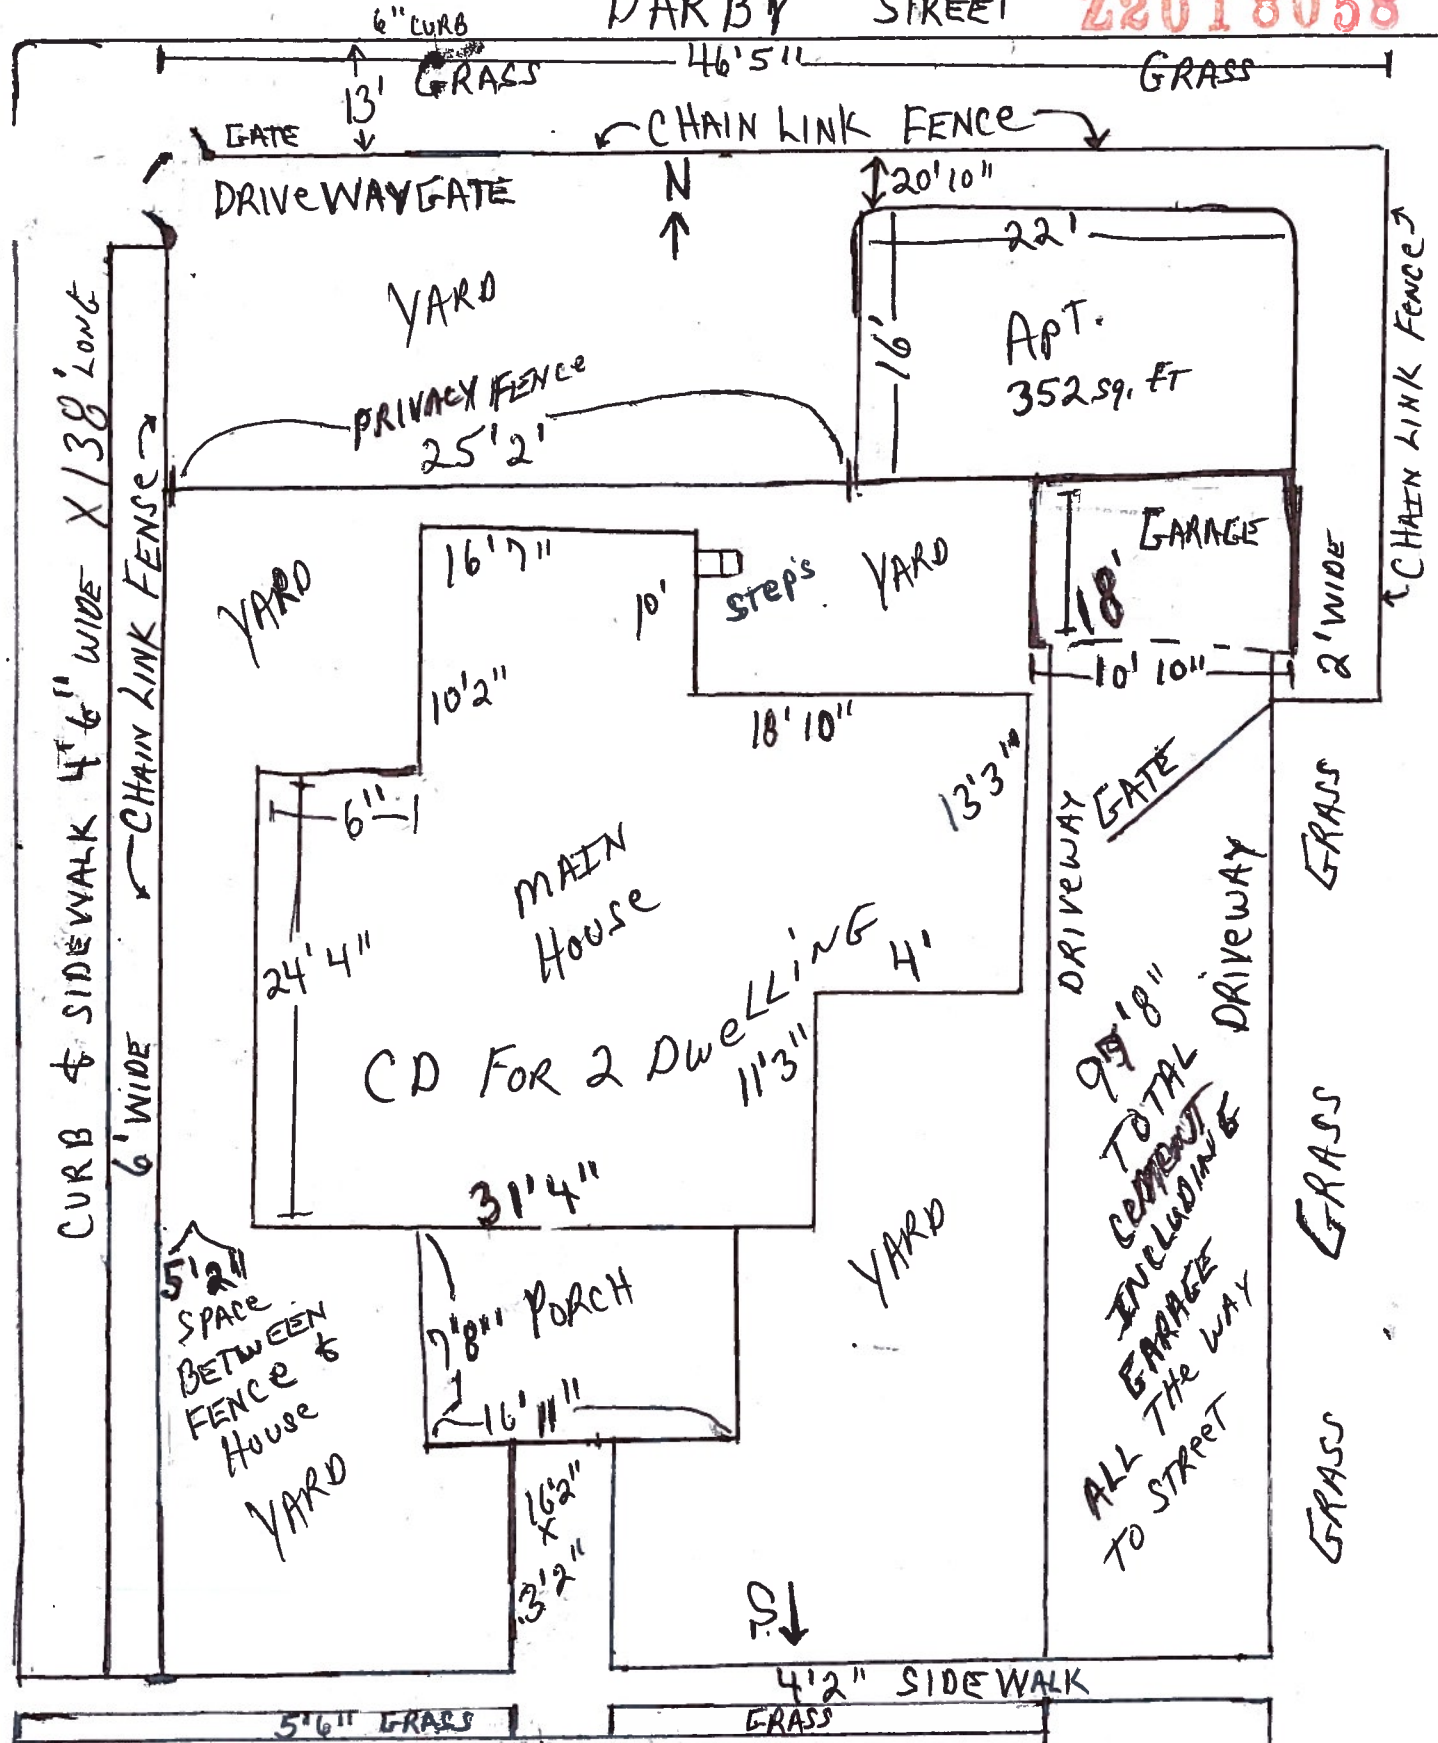 6" CURB
DARBY STREET
Z2018058
GRASS
46'5"
GRASS
13'
GATE
CHAIN LINK FENCE
DRIVEWAY GATE
N
20'10"
22'
YARD
16'
APT.
352 sq. FT
CHAIN LINK FENCE
PRIVACY FENCE
25'2'
CURB & SIDEWALK 4'6" WIDE X 138' LONG
CHAIN LINK FENSE
6' WIDE
YARD
16'7"
10'
STEP'S
YARD
GARAGE
18'
10' 10"
2' WIDE
10'2"
18'10"
13'3"
6"
24'4"
MAIN
HOUSE
CD FOR 2 DWELLING
4'
11'3"
31'4"
DRIVEWAY
GATE
DRIVEWAY
GRASS
GRASS
GRASS
8"
TOTAL
INCLUDING
GARAGE
ALL THE WAY
TO STREET
5'2"
SPACE
BETWEEN
FENCE &
HOUSE
YARD
7'8"
PORCH
16'11"
YARD
16'2"
X
3'2"
S
4'2" SIDEWALK
5'6" GRASS
GRASS